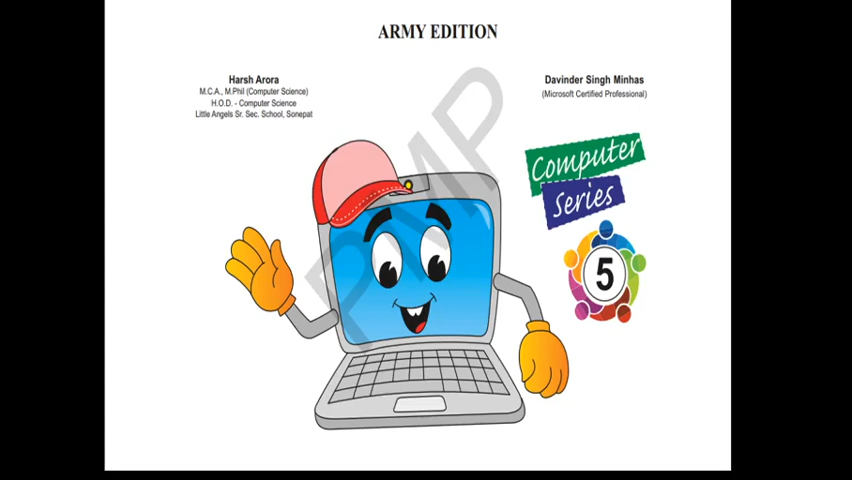 ARMY EDITION
Harsh Arora
M.C.A., M.Phil (Computer Science)
H.O.D. - Computer Science
Little Angels Sr. Sec. School, Sonepat
Davinder Singh Minhas
(Microsoft Certified Professional)
PMP
Computer
Series
5